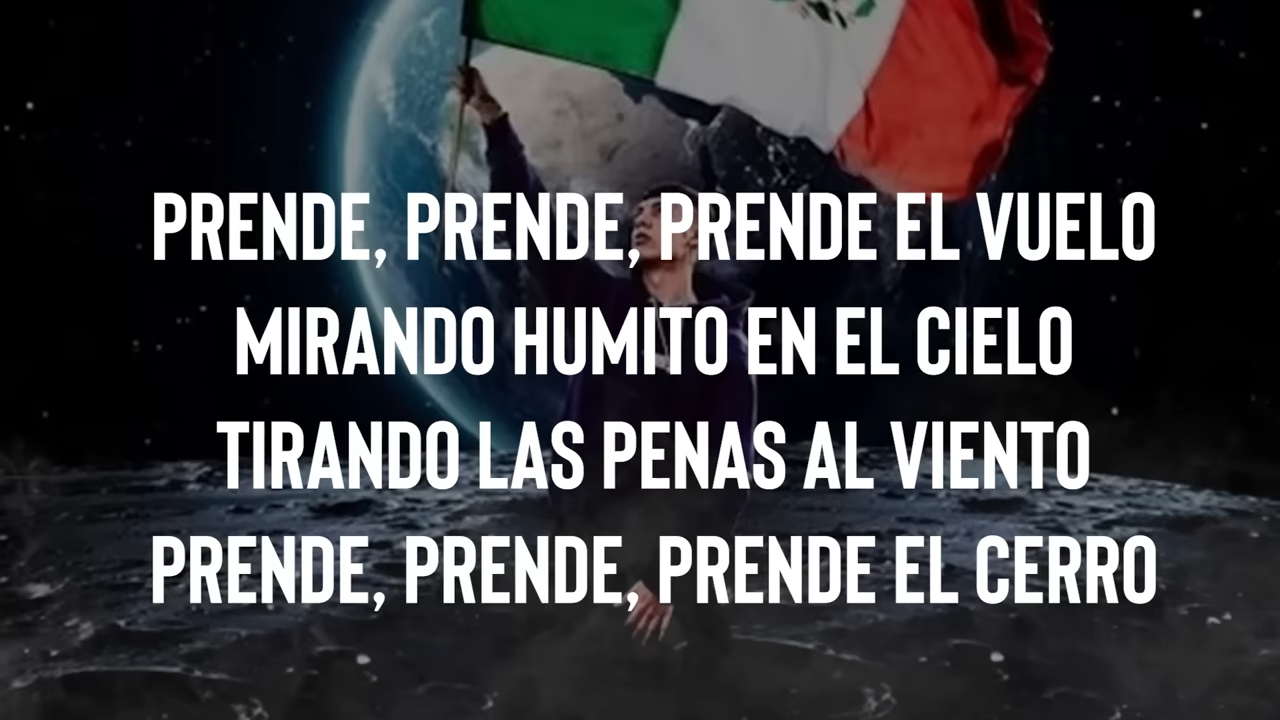 PRENDE, PRENDE, PRENDE EL VUELO
MIRANDO HUMITO EN EL CIELO
TIRANDO LAS PENAS AL VIENTO
PRENDE, PRENDE, PRENDE EL CERRO